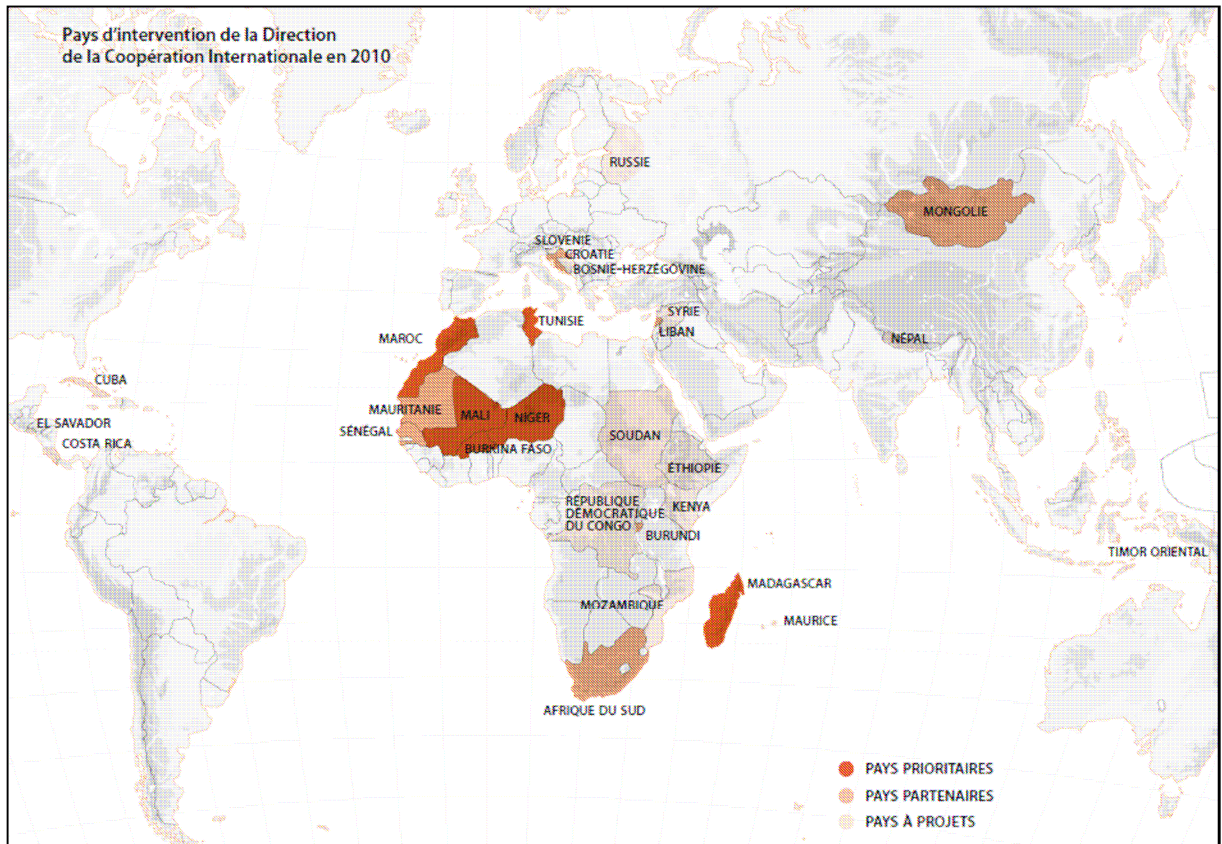 Pays d'intervention de la Direction
de la Coopération Internationale en 2010
RUSSIE
MONGOLIE
SLOVENIE
CROATIE
BOSNIE-HERZÉGOVINE
TUNISIE
SYRIE
LIBAN
MAROC
NÉPAL
CUBA
MAURITANIE
MALI
NIGER
EL SAVADOR
SÉNÉGAL
SOUDAN
COSTA RICA
BURKINA FASO
ÉTHIOPIE
RÉPUBLIQUE
DÉMOCRATIQUE
DU CONGO
KENYA
BURUNDI
TIMOR ORIENTAL
MADAGASCAR
MOZAMBIQUE
MAURICE
AFRIQUE DU SUD
PAYS PRIORITAIRES
PAYS PARTENAIRES
PAYS À PROJETS